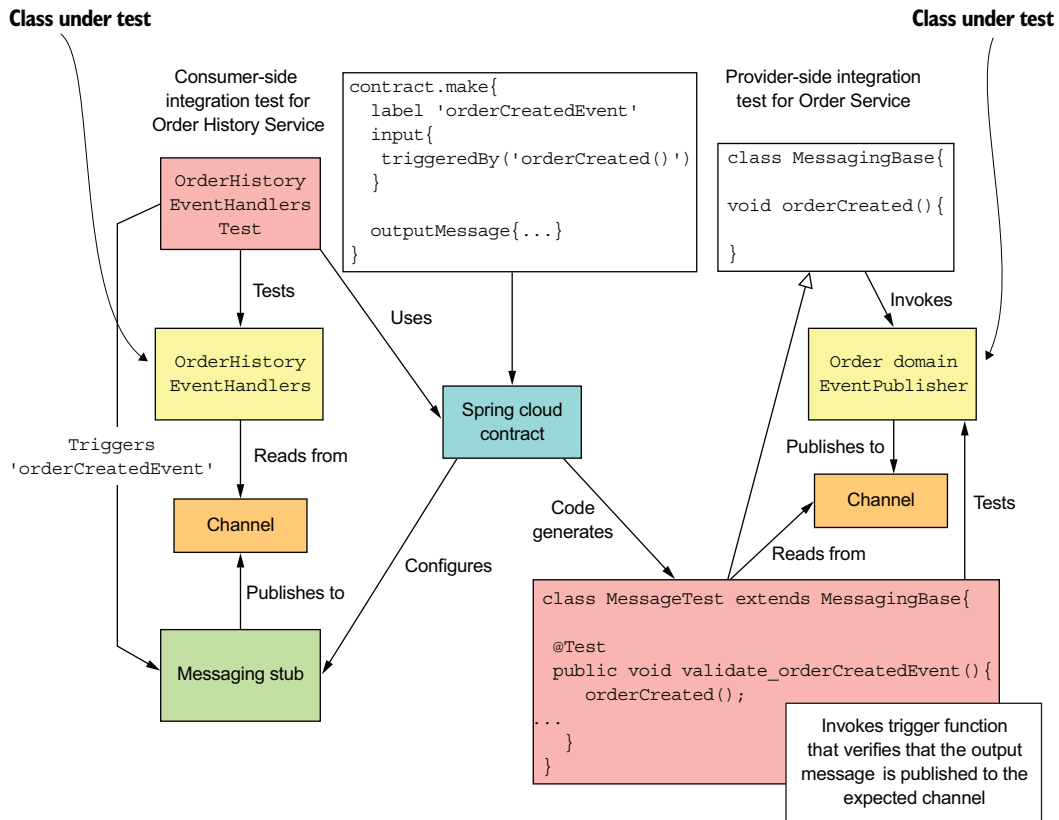 Class under test
Class under test
Consumer-side
integration test for
Order History Service
contract.make{
label 'orderCreatedEvent'
input{
triggeredBy('orderCreated()')
}
outputMessage{...}
}
Provider-side integration
test for Order Service
class MessagingBase{
void orderCreated(){
}
OrderHistory
EventHandlers
Test
Tests
Uses
Invokes
OrderHistory
EventHandlers
Order domain
EventPublisher
Spring cloud
contract
Triggers
'orderCreatedEvent'
Reads from
Publishes to
Channel
Channel
Code
generates
Tests
Reads from
Configures
Publishes to
Messaging stub
class MessageTest extends MessagingBase{
@Test
public void validate_orderCreatedEvent(){
orderCreated();
...
}
}
Invokes trigger function
that verifies that the output
message is published to the
expected channel